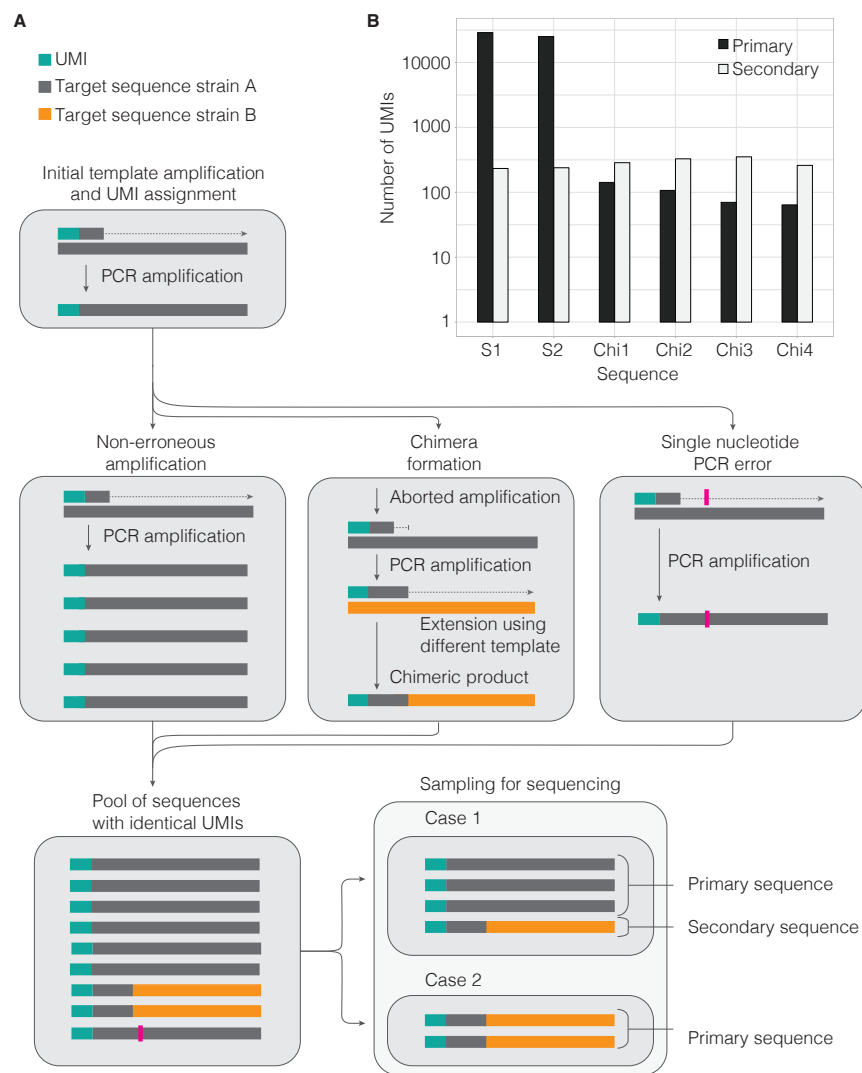 A
UMI
Target sequence strain A
Target sequence strain B
Initial template amplification
and UMI assignment
PCR amplification
B
Number of UMIs
10000
1000
100
10
1
Primary
Secondary
S1 S2 Chi1 Chi2 Chi3 Chi4
Sequence
Non-erroneous
amplification
PCR amplification
Chimera
formation
Aborted amplification
PCR amplification
Extension using
different template
Chimeric product
Single nucleotide
PCR error
PCR amplification
Pool of sequences
with identical UMIs
Sampling for sequencing
Case 1
Primary sequence
Secondary sequence
Case 2
Primary sequence